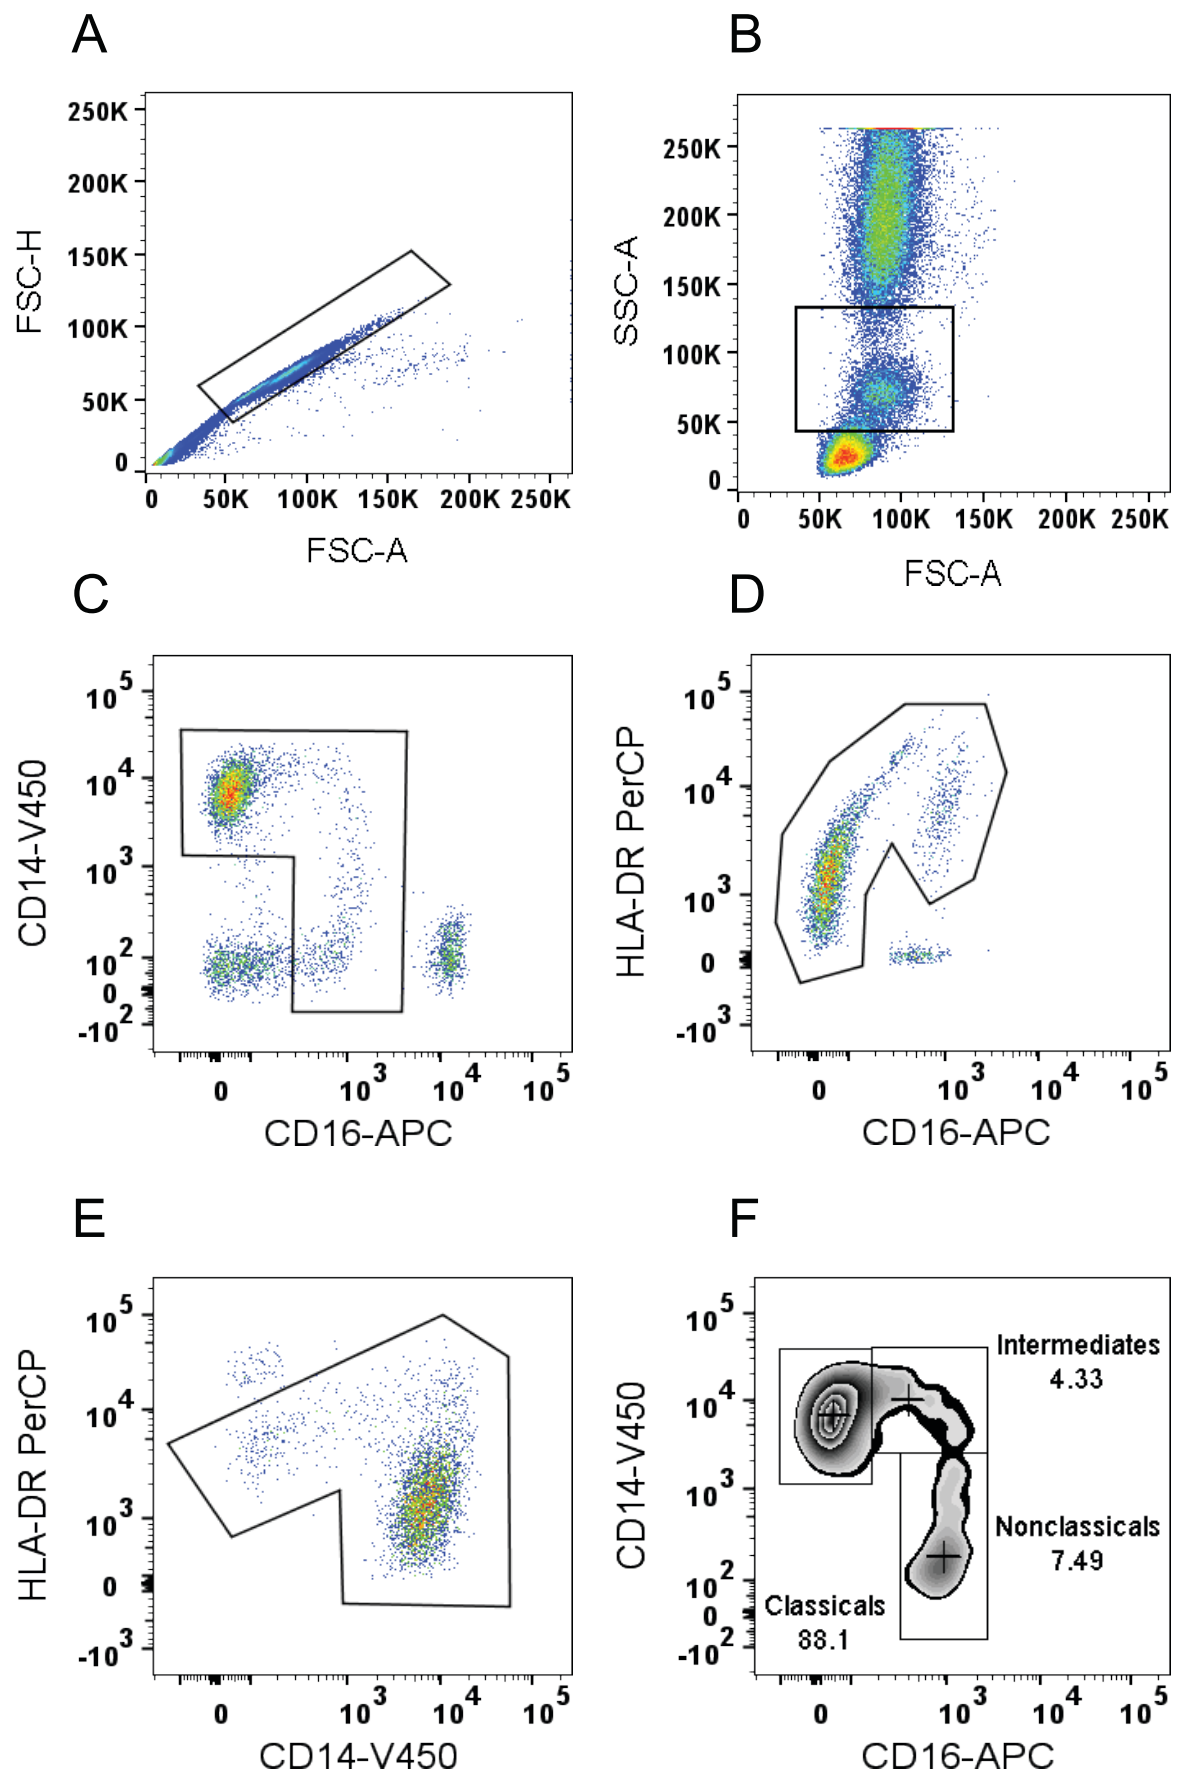 A
B
250K
200K
150K
100K
50K
0
FSC-H
0 50K 100K 150K 200K 250K
FSC-A
250K
200K
150K
100K
50K
0
SSC-A
0 50K 100K 150K 200K 250K
FSC-A
C
D
10^5
10^4
10^3
10^2
0
-10^2
CD14-V450
0 10^3 10^4 10^5
CD16-APC
10^5
10^4
10^3
0
-10^3
HLA-DR PerCP
0 10^3 10^4 10^5
CD16-APC
E
F
10^5
10^4
10^3
0
-10^3
HLA-DR PerCP
0 10^3 10^4 10^5
CD14-V450
10^5
10^4
10^3
10^2
0
-10^2
CD14-V450
Intermediates
4.33
Nonclassicals
7.49
Classicals
88.1
0 10^3 10^4 10^5
CD16-APC